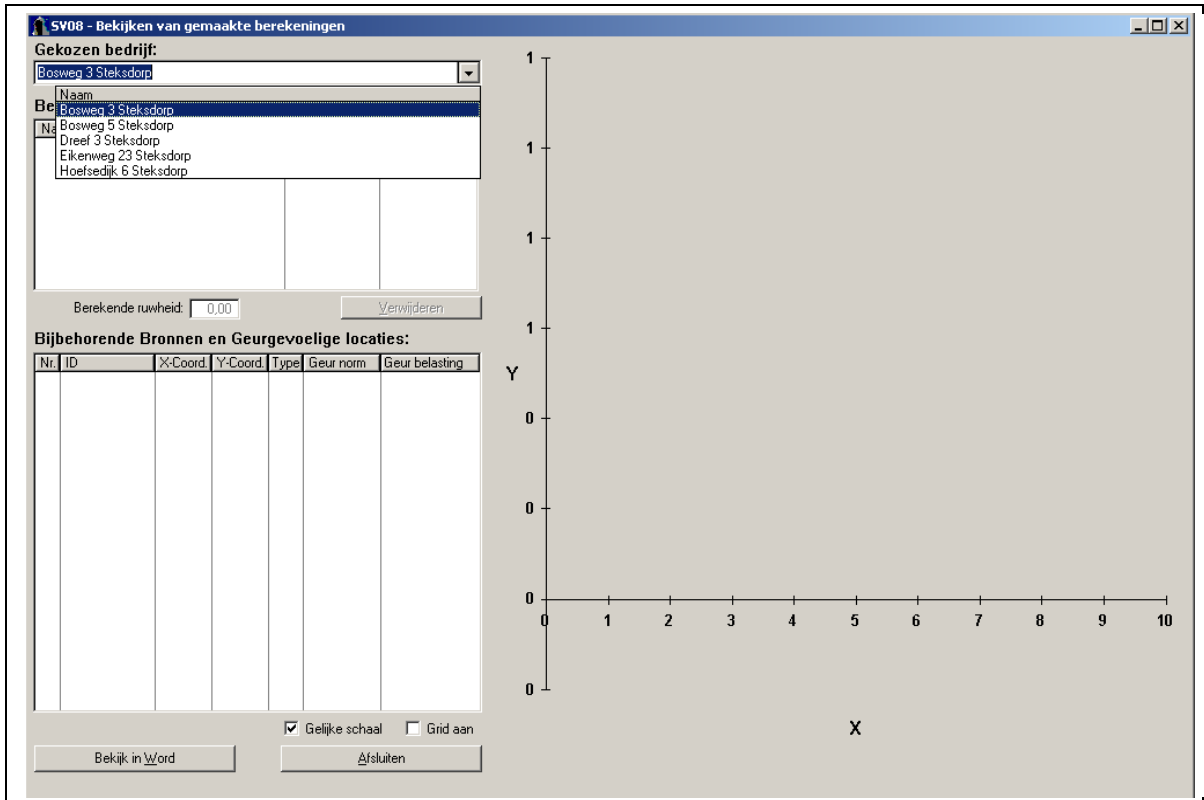 SV08 - Bekijken van gemaakte berekeningen
Gekozen bedrijf:
Bosweg 3 Steksdorp
Naam
Be
Bosweg 3 Steksdorp
Na
Bosweg 5 Steksdorp
Dreef 3 Steksdorp
Eikenweg 23 Steksdorp
Hoefsedijk 6 Steksdorp
Berekende ruwheid: 0,00 Verwijderen
Bijbehorende Bronnen en Geurgevoelige locaties:
Nr. ID X-Coord. Y-Coord. Type Geur norm Geur belasting
Gelijke schaal Grid aan
Bekijk in Word Afsluiten
1
1
1
1
Y
0
0
0
0 1 2 3 4 5 6 7 8 9 10
0
X